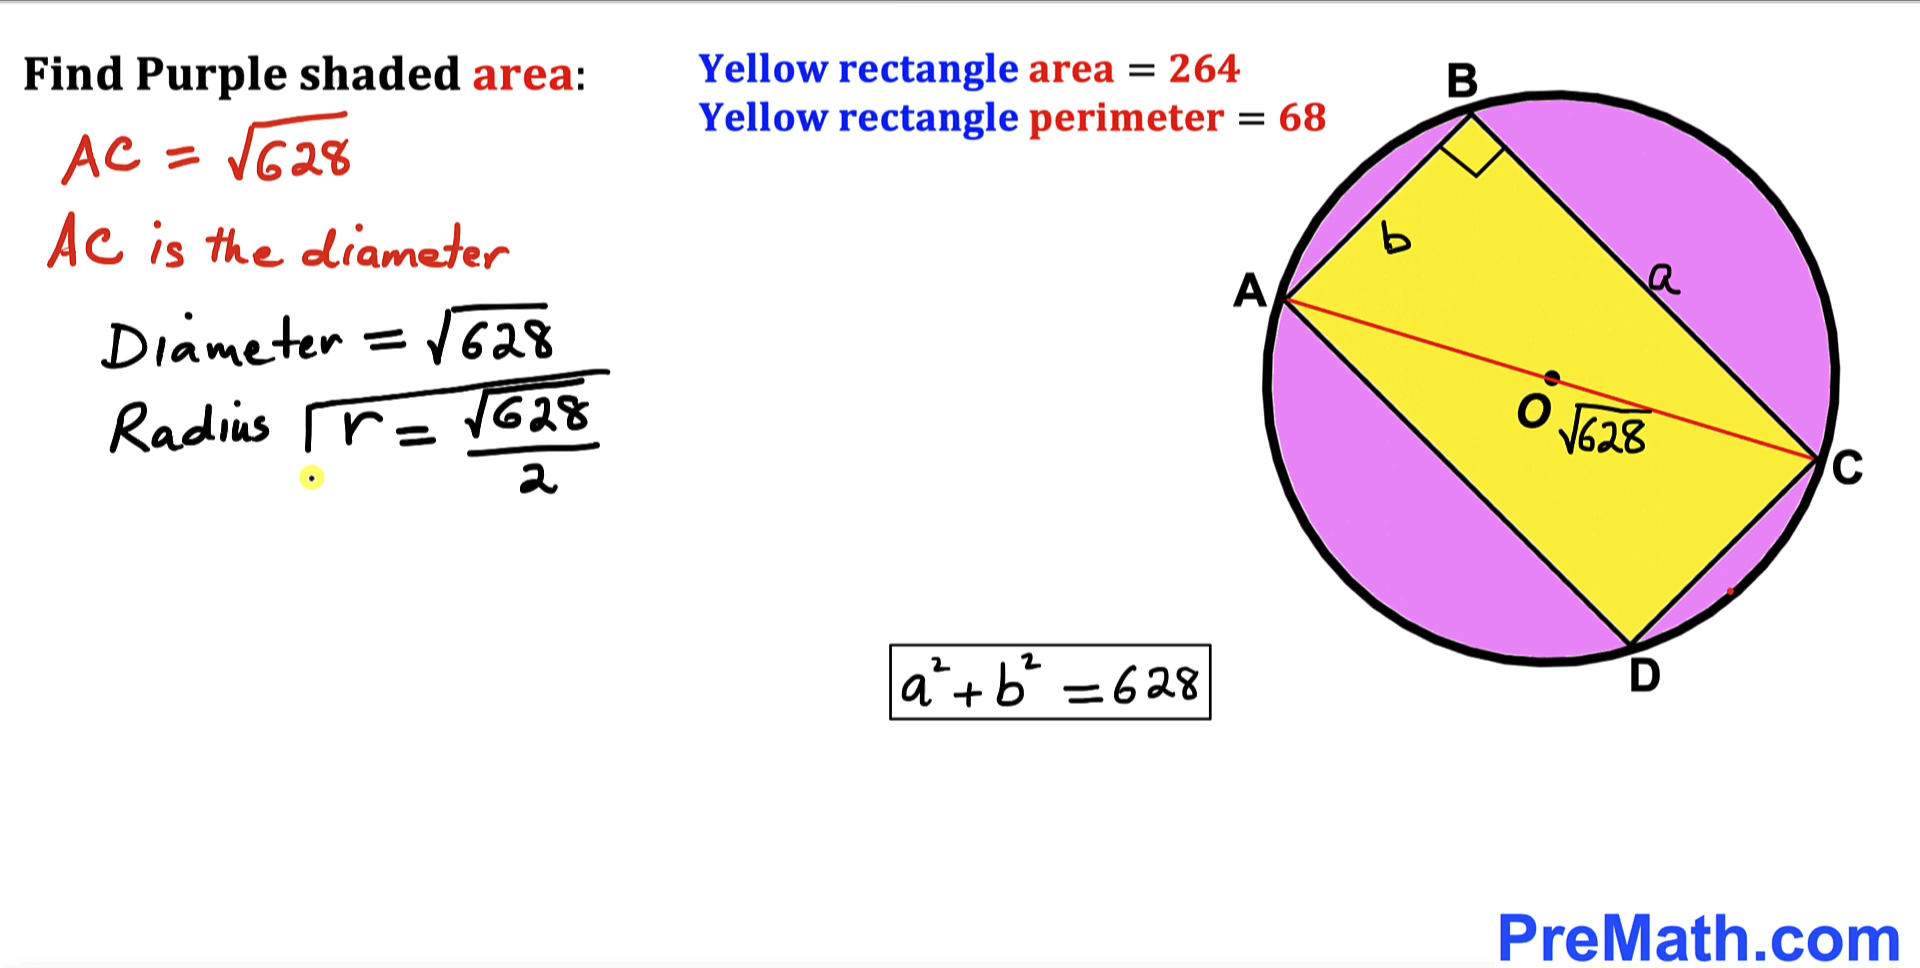 Find Purple shaded area:
AC = √628
AC is the diameter
Diameter = √628
Radius r = √628/2
Yellow rectangle area = 264
Yellow rectangle perimeter = 68
B
b
a
A
O
√628
C
D
a² + b² = 628
PreMath.com